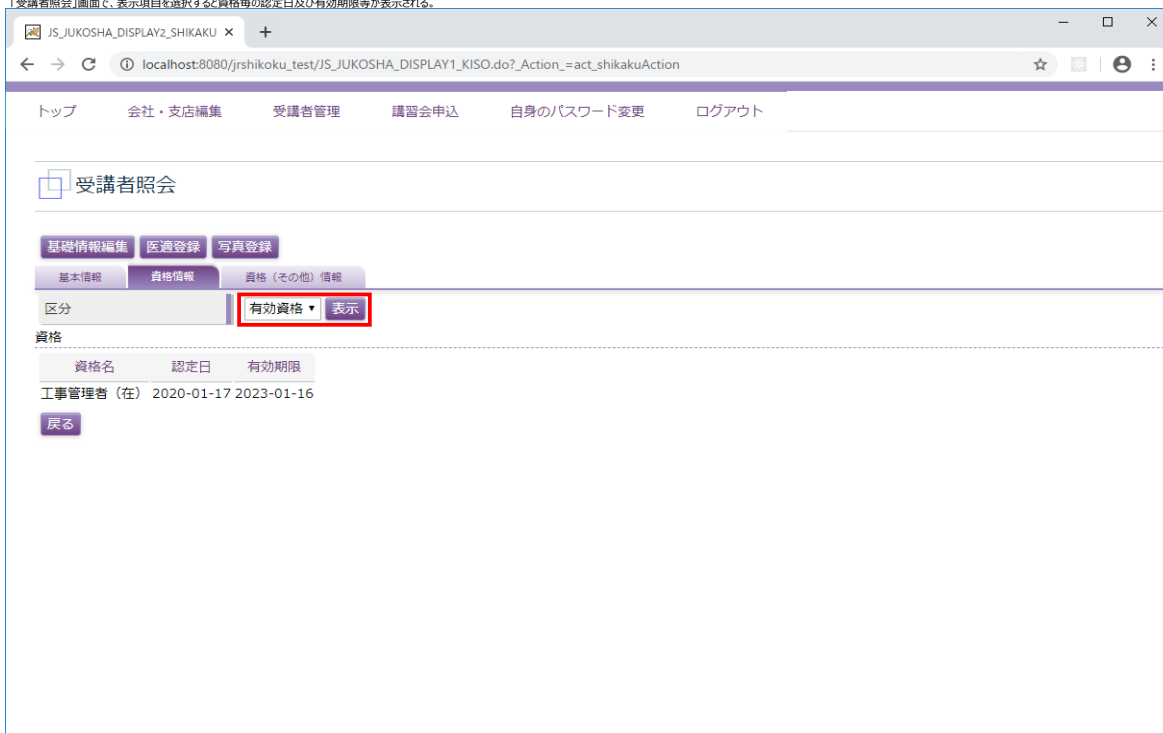 「受講者照会」画面で、表示項目を選択すると資格毎の認定日及び有効期限等が表示される。
JS_JUKOSHA_DISPLAY2_SHIKAKU
localhost:8080/jrshikoku_test/JS_JUKOSHA_DISPLAY1_KISO.do?_Action_=act_shikakuAction
トップ 会社・支店編集 受講者管理 講習会申込 自身のパスワード変更 ログアウト
受講者照会
基礎情報編集 医適登録 写真登録
基本情報 資格情報 資格（その他）情報
区分 有効資格 表示
資格
資格名 認定日 有効期限
工事管理者（在） 2020-01-17 2023-01-16
戻る